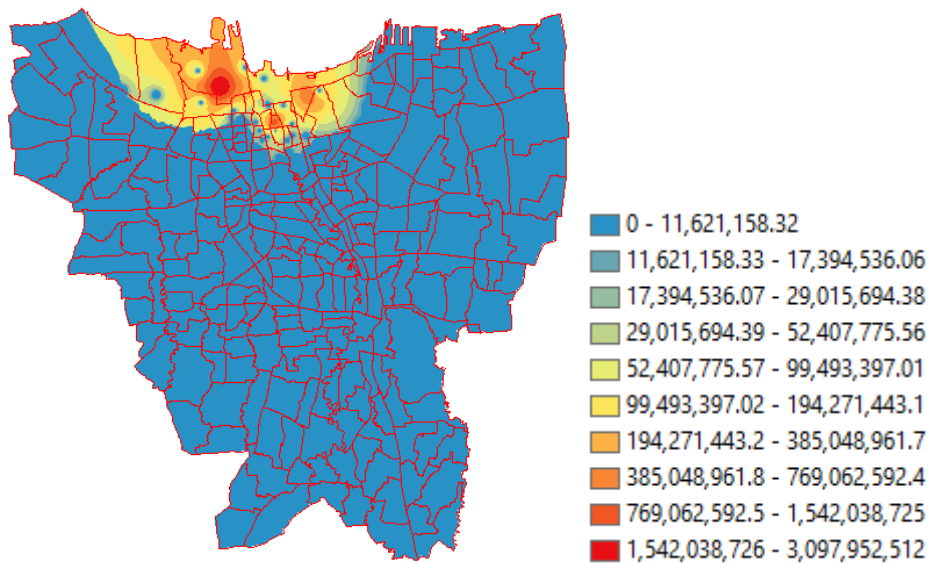 0 - 11,621,158.32
11,621,158.33 - 17,394,536.06
17,394,536.07 - 29,015,694.38
29,015,694.39 - 52,407,775.56
52,407,775.57 - 99,493,397.01
99,493,397.02 - 194,271,443.1
194,271,443.2 - 385,048,961.7
385,048,961.8 - 769,062,592.4
769,062,592.5 - 1,542,038,725
1,542,038,726 - 3,097,952,512